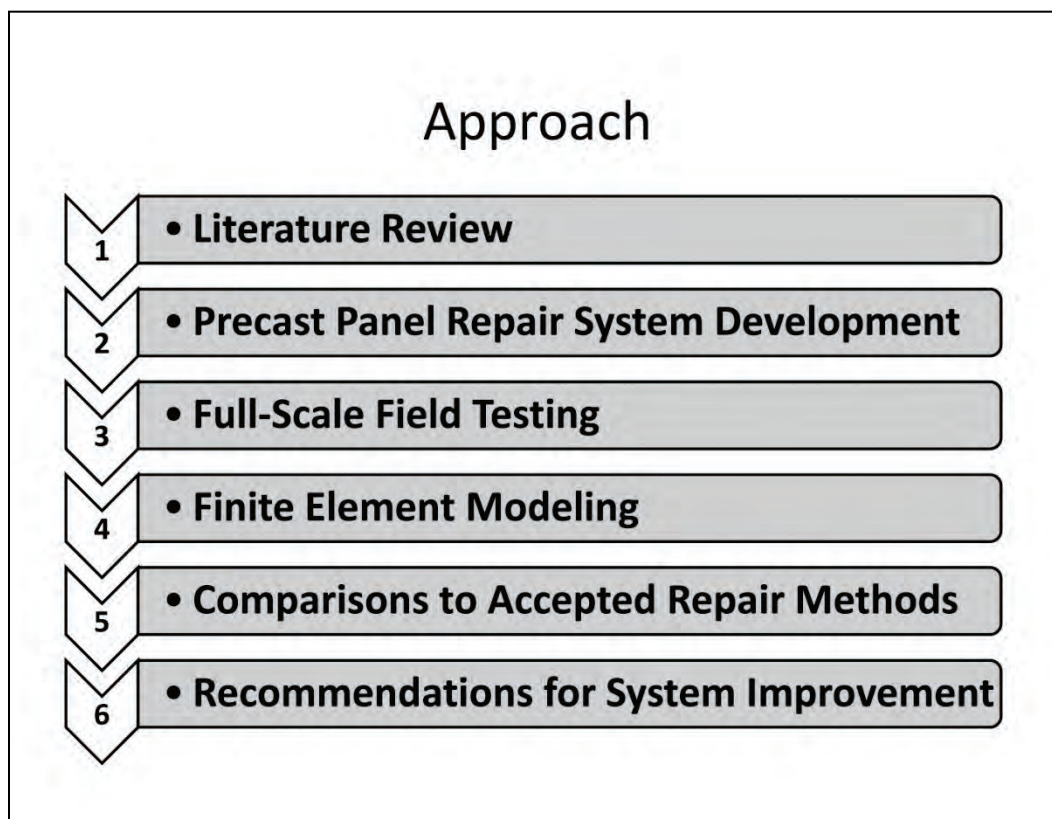 Approach
1
• Literature Review
2
• Precast Panel Repair System Development
3
• Full-Scale Field Testing
4
• Finite Element Modeling
5
• Comparisons to Accepted Repair Methods
6
• Recommendations for System Improvement